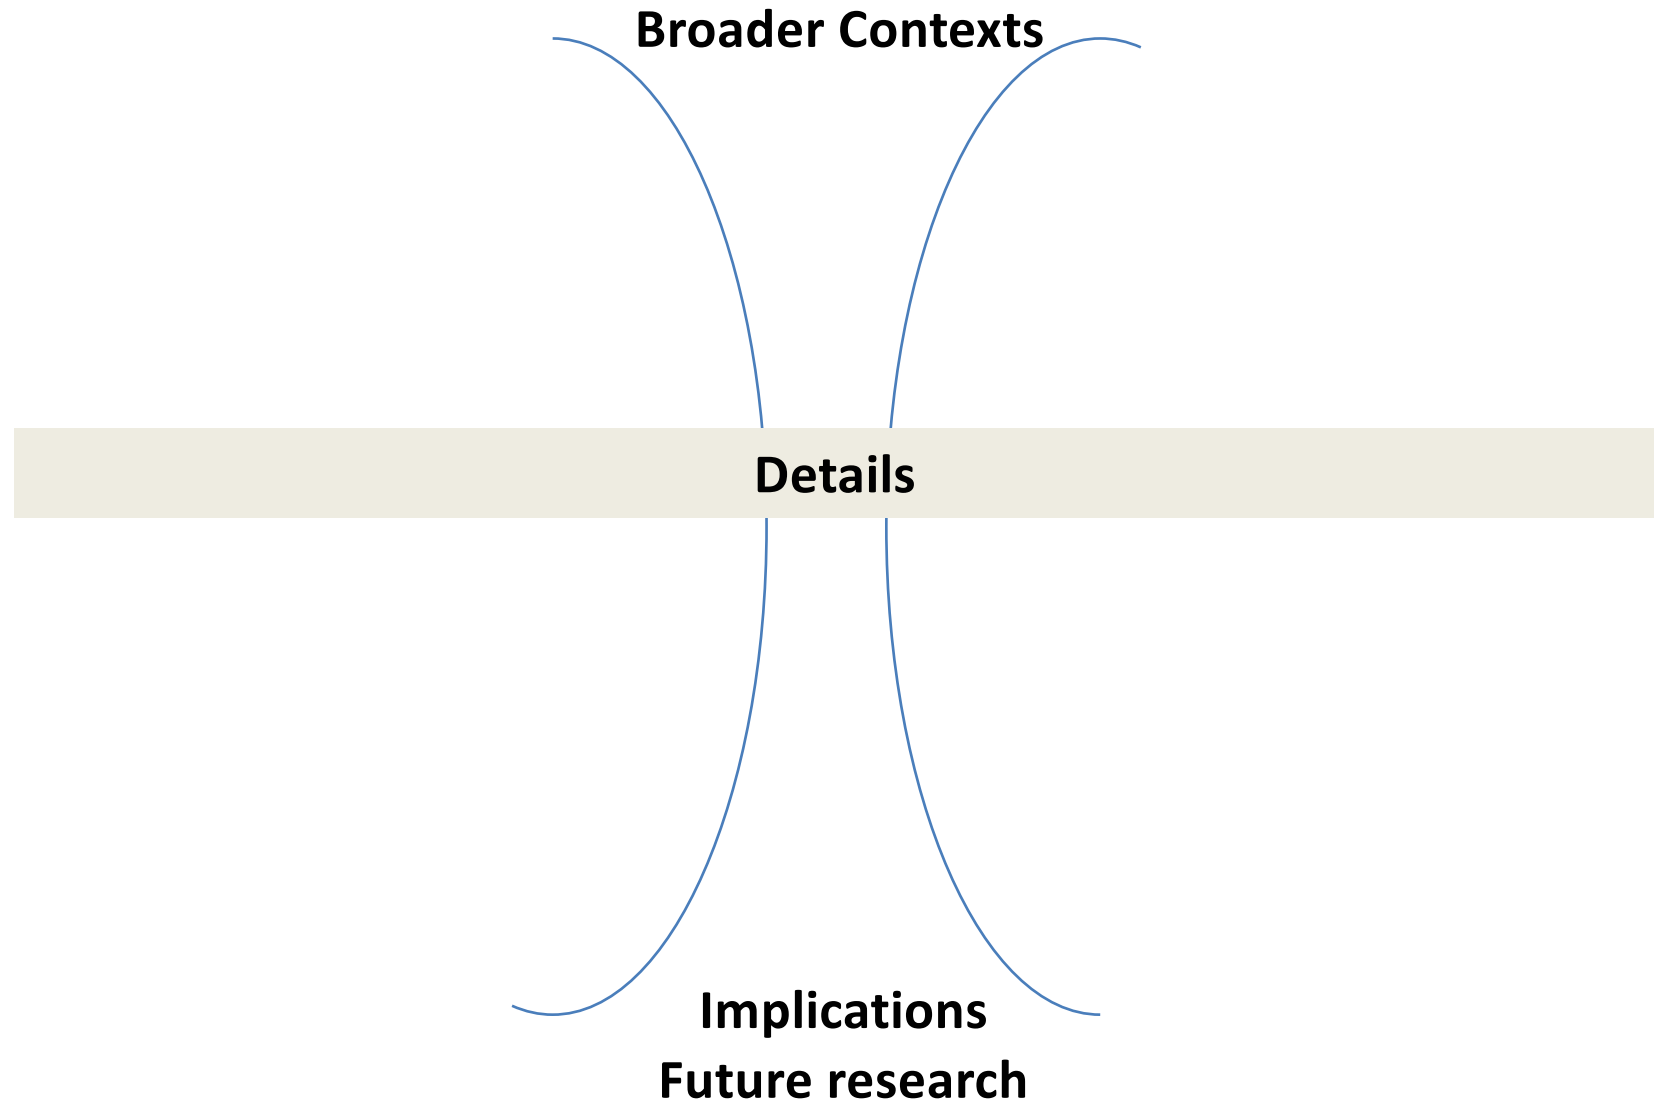 Broader Contexts
Details
Implications
Future research